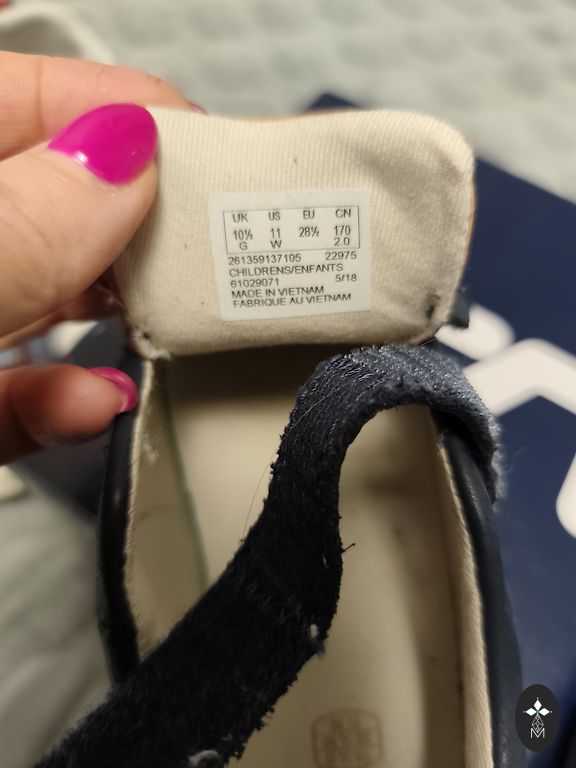 UK US EU CN
10½ 11 28½ 170
G W 2.0
261359137105 22975
CHILDRENS/ENFANTS
61029071 5/18
MADE IN VIETNAM
FABRIQUE AU VIETNAM
M